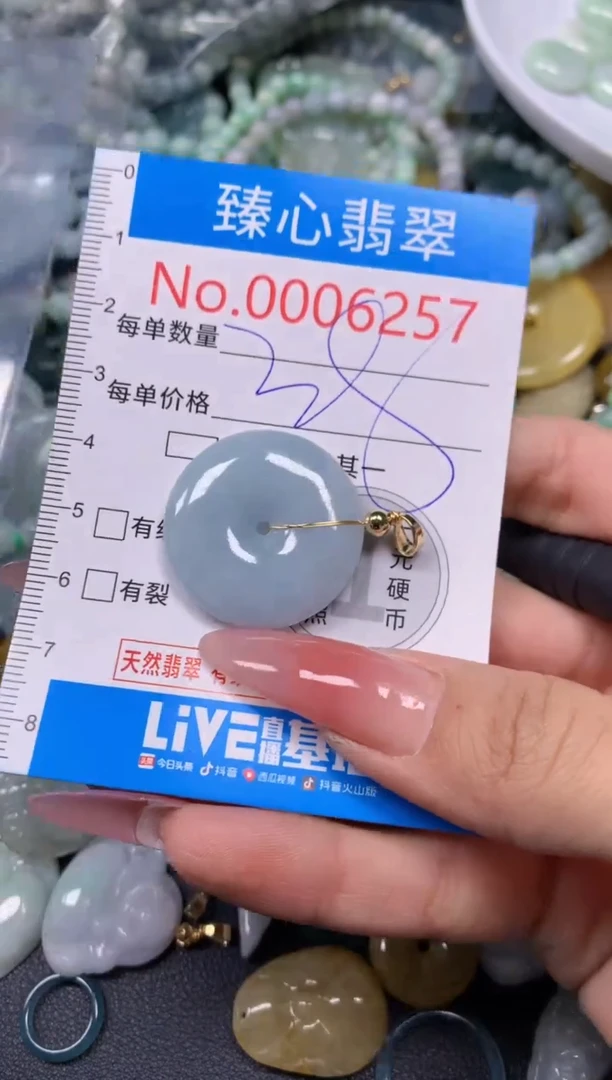 0
臻心翡翠
1
No.0006257
2
每单数量
38
3
每单价格
4
其一
5
有
元
硬
6
有裂
币
7
天然翡翠
8
LiVE直播基
今日头条 抖音 西瓜视频 抖音火山版